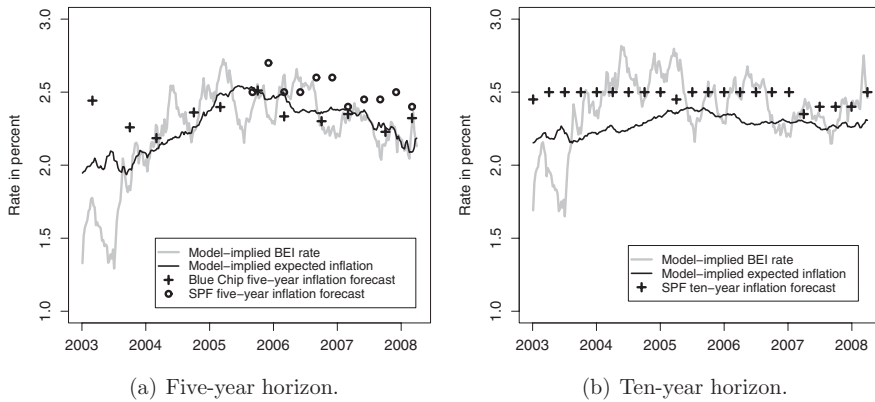 Rate in percent
3.0
2.5
2.0
1.5
1.0
Model−implied BEI rate
Model−implied expected inflation
Blue Chip five−year inflation forecast
SPF five−year inflation forecast
2003 2004 2005 2006 2007 2008
(a) Five-year horizon.
Rate in percent
3.0
2.5
2.0
1.5
1.0
Model−implied BEI rate
Model−implied expected inflation
SPF ten−year inflation forecast
2003 2004 2005 2006 2007 2008
(b) Ten-year horizon.